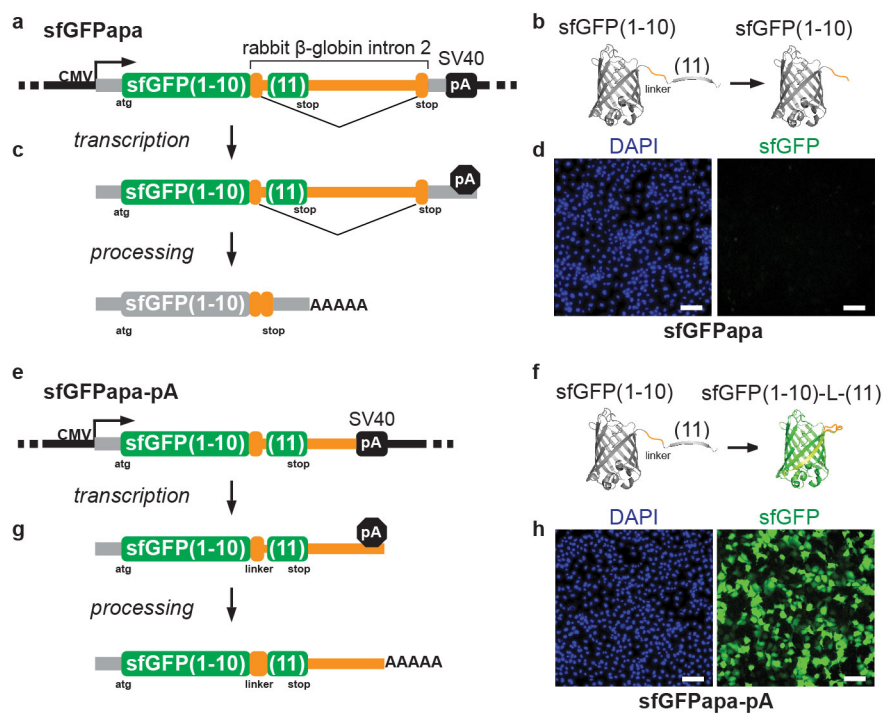 a sfGFPapa
rabbit β-globin intron 2
SV40
CMV sfGFP(1-10) (11) pA
atg stop stop
transcription
b sfGFP(1-10) sfGFP(1-10)
(11)
linker
c sfGFP(1-10) (11) pA
atg stop stop
processing
sfGFP(1-10) AAAAA
atg stop
d DAPI sfGFP
sfGFPapa
e sfGFPapa-pA
SV40
CMV sfGFP(1-10) (11) pA
atg stop
transcription
f sfGFP(1-10) sfGFP(1-10)-L-(11)
(11)
linker
g sfGFP(1-10) (11) pA
atg linker stop
processing
sfGFP(1-10) (11) AAAAA
atg linker stop
h DAPI sfGFP
sfGFPapa-pA